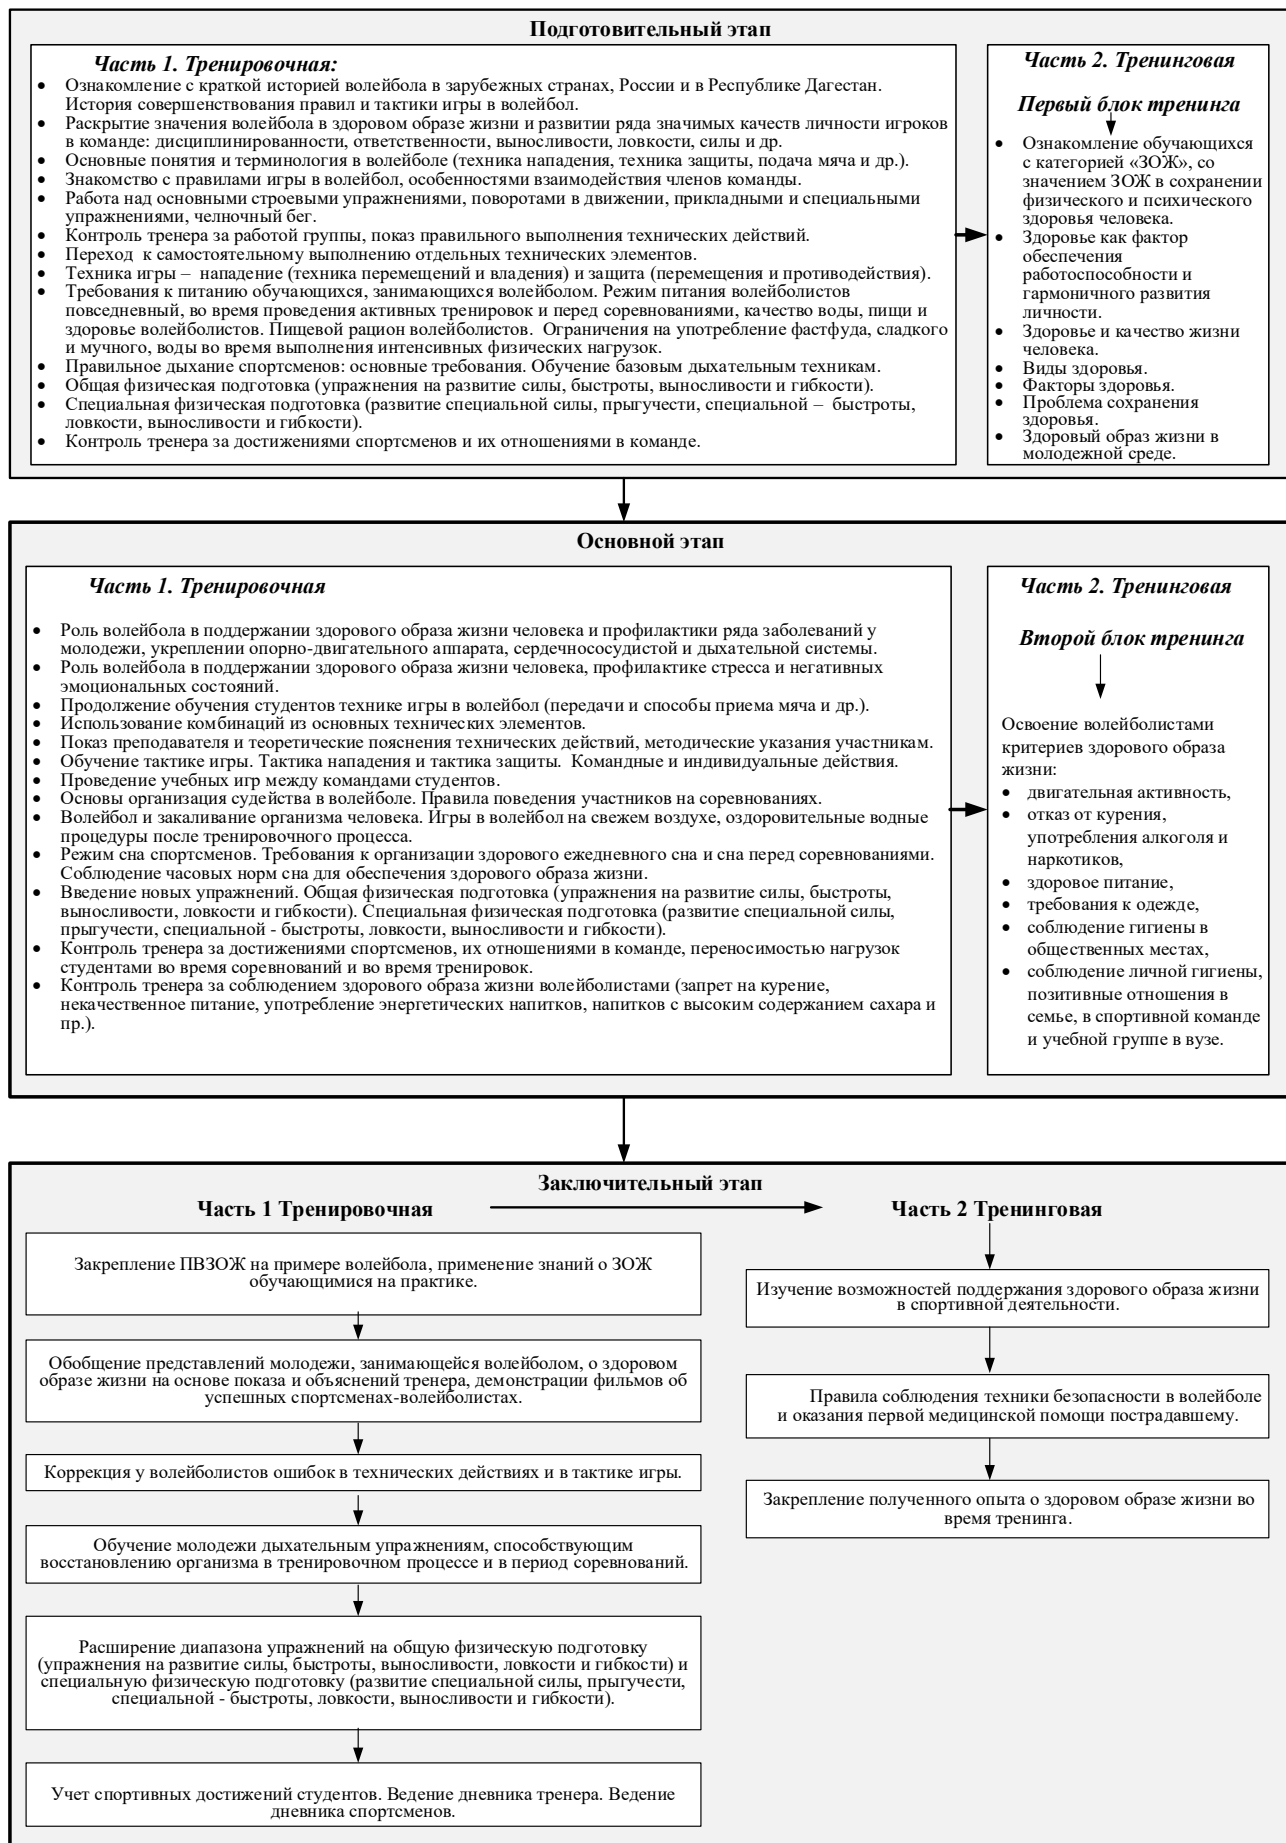 Подготовительный этап
Часть 1. Тренировочная:
• Ознакомление с краткой историей волейбола в зарубежных странах, России и в Республике Дагестан.
История совершенствования правил и тактики игры в волейбол.
• Раскрытие значения волейбола в здоровом образе жизни и развитии ряда значимых качеств личности игроков
в команде: дисциплинированности, ответственности, выносливости, ловкости, силы и др.
• Основные понятия и терминология в волейболе (техника нападения, техника защиты, подача мяча и др.).
• Знакомство с правилами игры в волейбол, особенностями взаимодействия членов команды.
• Работа над основными строевыми упражнениями, поворотами в движении, прикладными и специальными
упражнениями, челночный бег.
• Контроль тренера за работой группы, показ правильного выполнения технических действий.
• Переход к самостоятельному выполнению отдельных технических элементов.
• Техника игры – нападение (техника перемещений и владения) и защита (перемещения и противодействия).
• Требования к питанию обучающихся, занимающихся волейболом. Режим питания волейболистов
повседневный, во время проведения активных тренировок и перед соревнованиями, качество воды, пищи и
здоровье волейболистов. Пищевой рацион волейболистов. Ограничения на употребление фастфуда, сладкого
и мучного, воды во время выполнения интенсивных физических нагрузок.
• Правильное дыхание спортсменов: основные требования. Обучение базовым дыхательным техникам.
• Общая физическая подготовка (упражнения на развитие силы, быстроты, выносливости и гибкости).
• Специальная физическая подготовка (развитие специальной силы, прыгучести, специальной – быстроты,
ловкости, выносливости и гибкости).
• Контроль тренера за достижениями спортсменов и их отношениями в команде.
Часть 2. Тренинговая
Первый блок тренинга
• Ознакомление обучающихся
с категорией «ЗОЖ», со
значением ЗОЖ в сохранении
физического и психического
здоровья человека.
• Здоровье как фактор
обеспечения
работоспособности и
гармоничного развития
личности.
• Здоровье и качество жизни
человека.
• Виды здоровья.
• Факторы здоровья.
• Проблема сохранения
здоровья.
• Здоровый образ жизни в
молодежной среде.
Основной этап
Часть 1. Тренировочная
• Роль волейбола в поддержании здорового образа жизни человека и профилактики ряда заболеваний у
молодежи, укреплении опорно-двигательного аппарата, сердечнососудистой и дыхательной системы.
• Роль волейбола в поддержании здорового образа жизни человека, профилактике стресса и негативных
эмоциональных состояний.
• Продолжение обучения студентов технике игры в волейбол (передачи и способы приема мяча и др.).
• Использование комбинаций из основных технических элементов.
• Показ преподавателя и теоретические пояснения технических действий, методические указания участникам.
• Обучение тактике игры. Тактика нападения и тактика защиты. Командные и индивидуальные действия.
• Проведение учебных игр между командами студентов.
• Основы организация судейства в волейболе. Правила поведения участников на соревнованиях.
• Волейбол и закаливание организма человека. Игры в волейбол на свежем воздухе, оздоровительные водные
процедуры после тренировочного процесса.
• Режим сна спортсменов. Требования к организации здорового ежедневного сна и сна перед соревнованиями.
Соблюдение часовых норм сна для обеспечения здорового образа жизни.
• Введение новых упражнений. Общая физическая подготовка (упражнения на развитие силы, быстроты,
выносливости, ловкости и гибкости). Специальная физическая подготовка (развитие специальной силы,
прыгучести, специальной - быстроты, ловкости, выносливости и гибкости).
• Контроль тренера за достижениями спортсменов, их отношениями в команде, переносимостью нагрузок
студентами во время соревнований и во время тренировок.
• Контроль тренера за соблюдением здорового образа жизни волейболистами (запрет на курение,
некачественное питание, употребление энергетических напитков, напитков с высоким содержанием сахара и
пр.).
Часть 2. Тренинговая
Второй блок тренинга
Освоение волейболистами
критериев здорового образа
жизни:
• двигательная активность,
• отказ от курения,
употребления алкоголя и
наркотиков,
• здоровое питание,
• требования к одежде,
• соблюдение гигиены в
общественных местах,
• соблюдение личной гигиены,
позитивные отношения в
семье, в спортивной команде
и учебной группе в вузе.
Заключительный этап
Часть 1 Тренировочная
Закрепление ПВЗОЖ на примере волейбола, применение знаний о ЗОЖ
обучающимися на практике.
Обобщение представлений молодежи, занимающейся волейболом, о здоровом
образе жизни на основе показа и объяснений тренера, демонстрации фильмов об
успешных спортсменах-волейболистах.
Коррекция у волейболистов ошибок в технических действиях и в тактике игры.
Обучение молодежи дыхательным упражнениям, способствующим
восстановлению организма в тренировочном процессе и в период соревнований.
Расширение диапазона упражнений на общую физическую подготовку
(упражнения на развитие силы, быстроты, выносливости, ловкости и гибкости) и
специальную физическую подготовку (развитие специальной силы, прыгучести,
специальной - быстроты, ловкости, выносливости и гибкости).
Учет спортивных достижений студентов. Ведение дневника тренера. Ведение
дневника спортсменов.
Часть 2 Тренинговая
Изучение возможностей поддержания здорового образа жизни
в спортивной деятельности.
Правила соблюдения техники безопасности в волейболе
и оказания первой медицинской помощи пострадавшему.
Закрепление полученного опыта о здоровом образе жизни во
время тренинга.